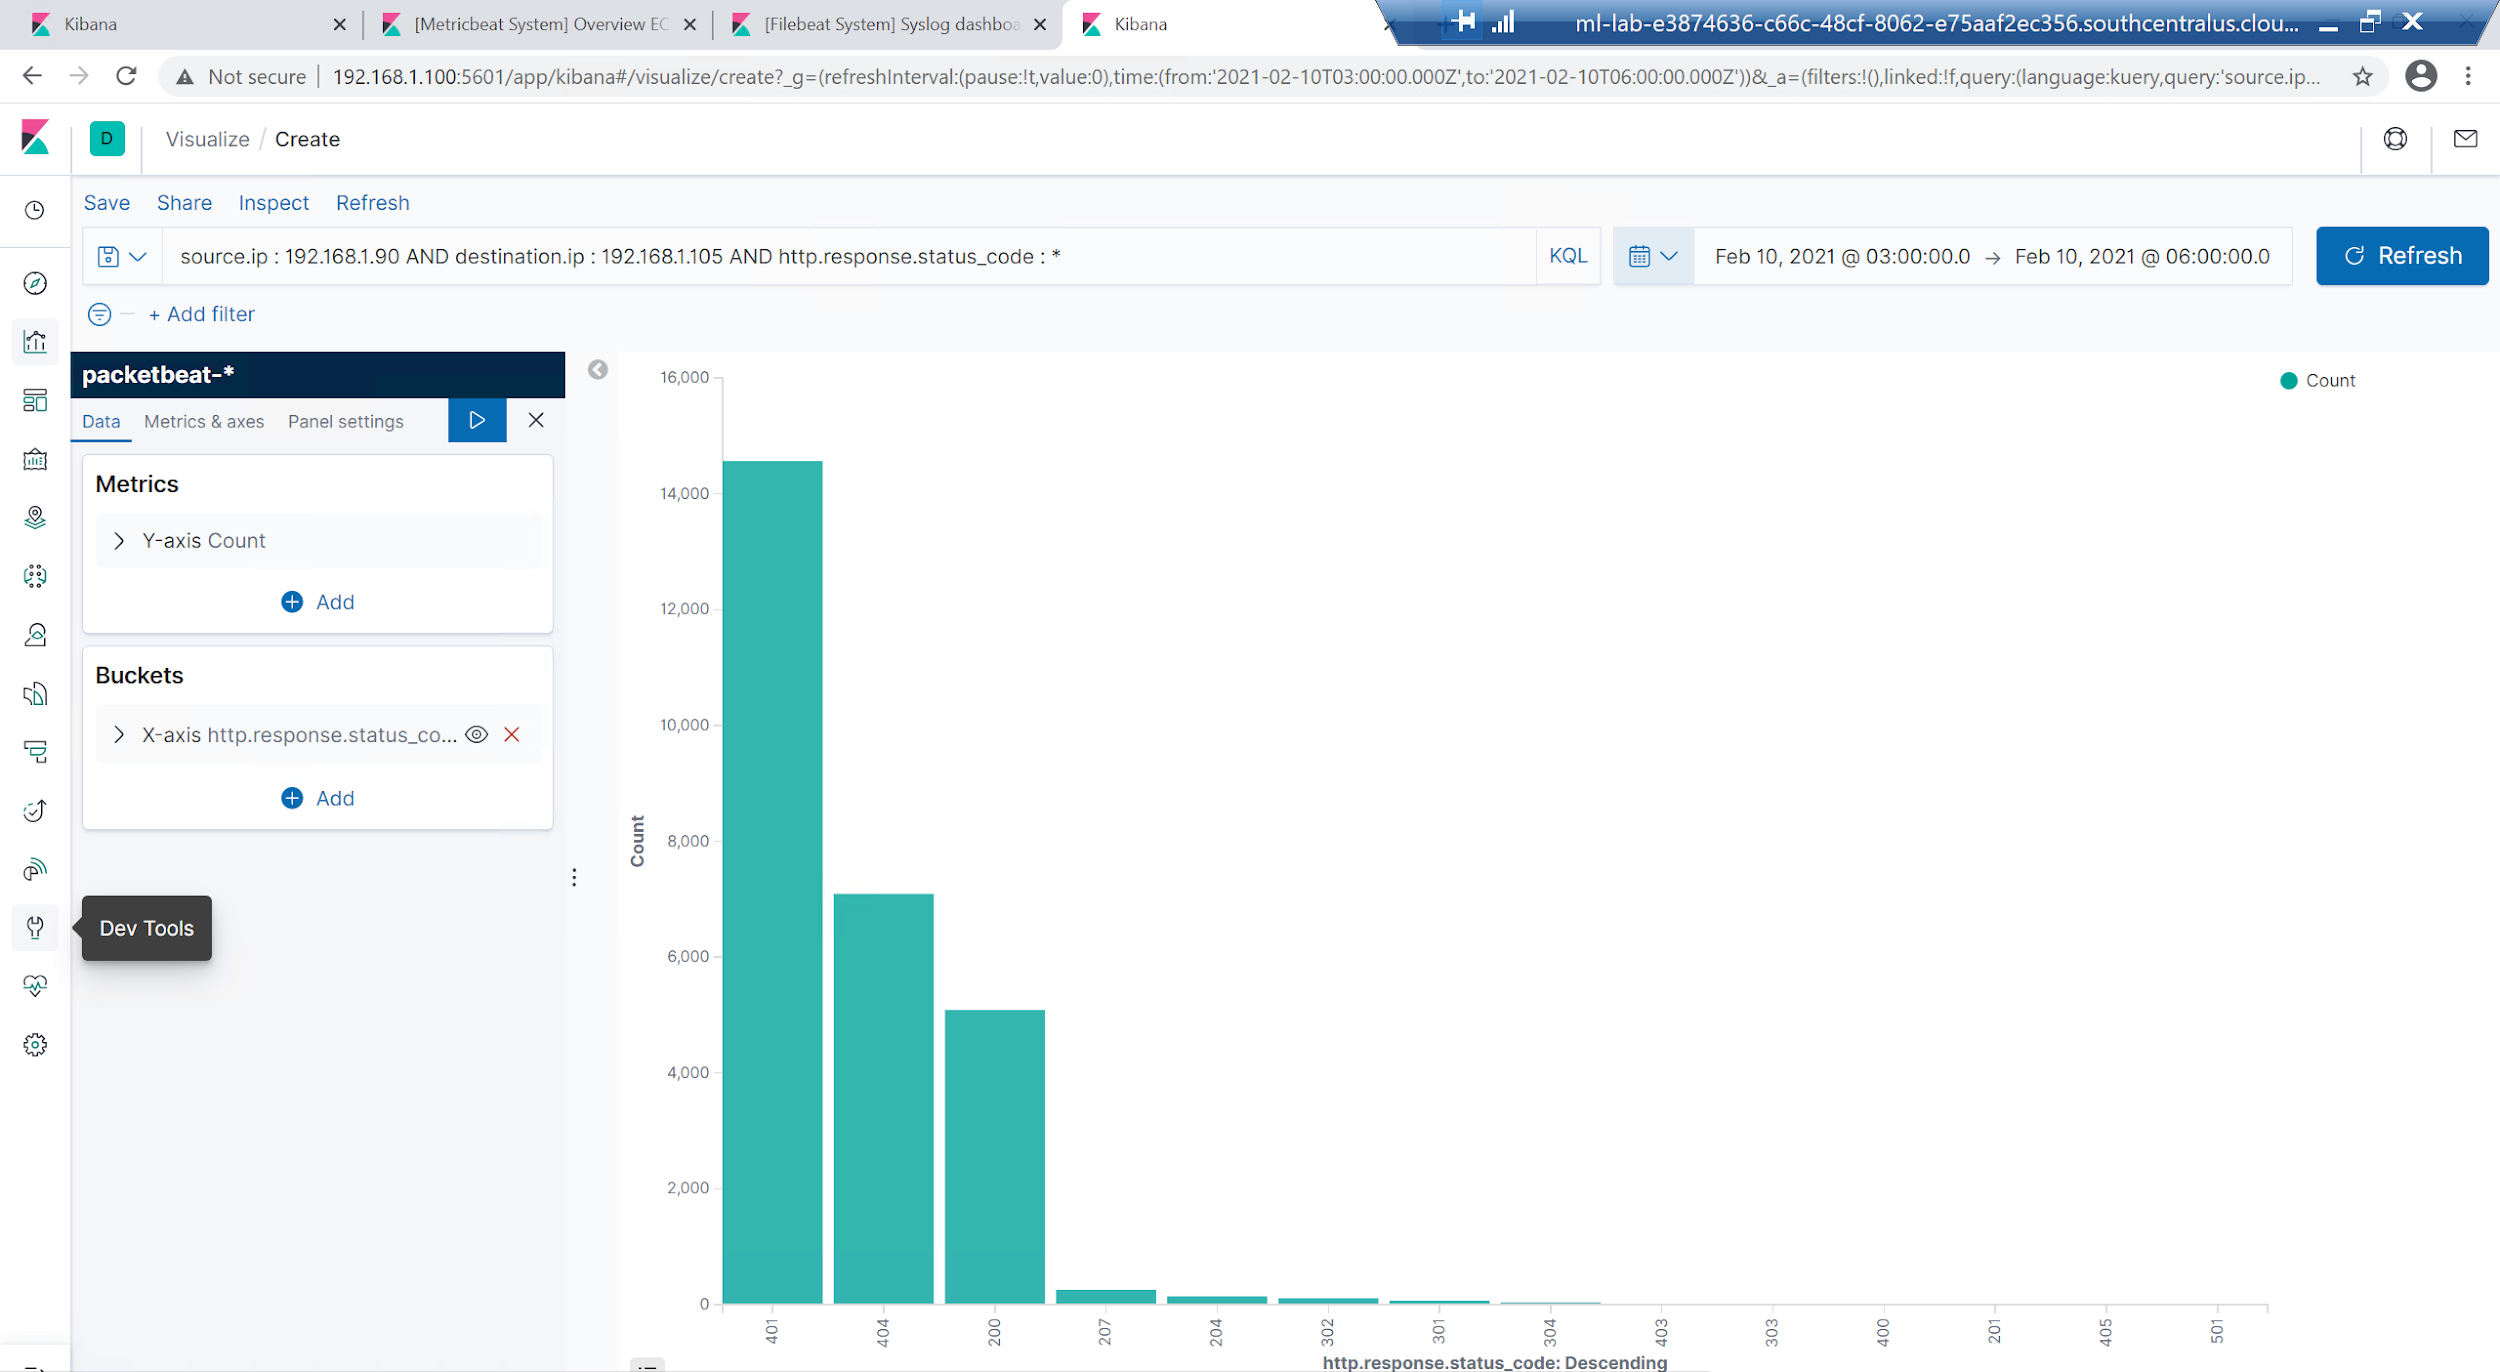 Kibana
[Metricbeat System] Overview EC
[Filebeat System] Syslog dashboa
Kibana
ml-lab-e3874636-c66c-48cf-8062-e75aaf2ec356.southcentralus.clou...
Not secure
192.168.1.100:5601/app/kibana#/visualize/create?_g=(refreshInterval:(pause:!t,value:0),time:(from:'2021-02-10T03:00:00.000Z',to:'2021-02-10T06:00:00.000Z'))&_a=(filters:!(),linked:!f,query:(language:kuery,query:'source.ip...
D
Visualize / Create
Save Share Inspect Refresh
source.ip : 192.168.1.90 AND destination.ip : 192.168.1.105 AND http.response.status_code : *
KQL
Feb 10, 2021 @ 03:00:00.0 → Feb 10, 2021 @ 06:00:00.0
Refresh
+ Add filter
packetbeat-*
Data Metrics & axes Panel settings
Metrics
Y-axis Count
Add
Buckets
X-axis http.response.status_co...
Add
Dev Tools
Count
16,000
14,000
12,000
10,000
8,000
6,000
4,000
2,000
0
Count
401 404 200 207 204 302 301 304 403 303 400 201 405 501
http.response.status_code: Descending